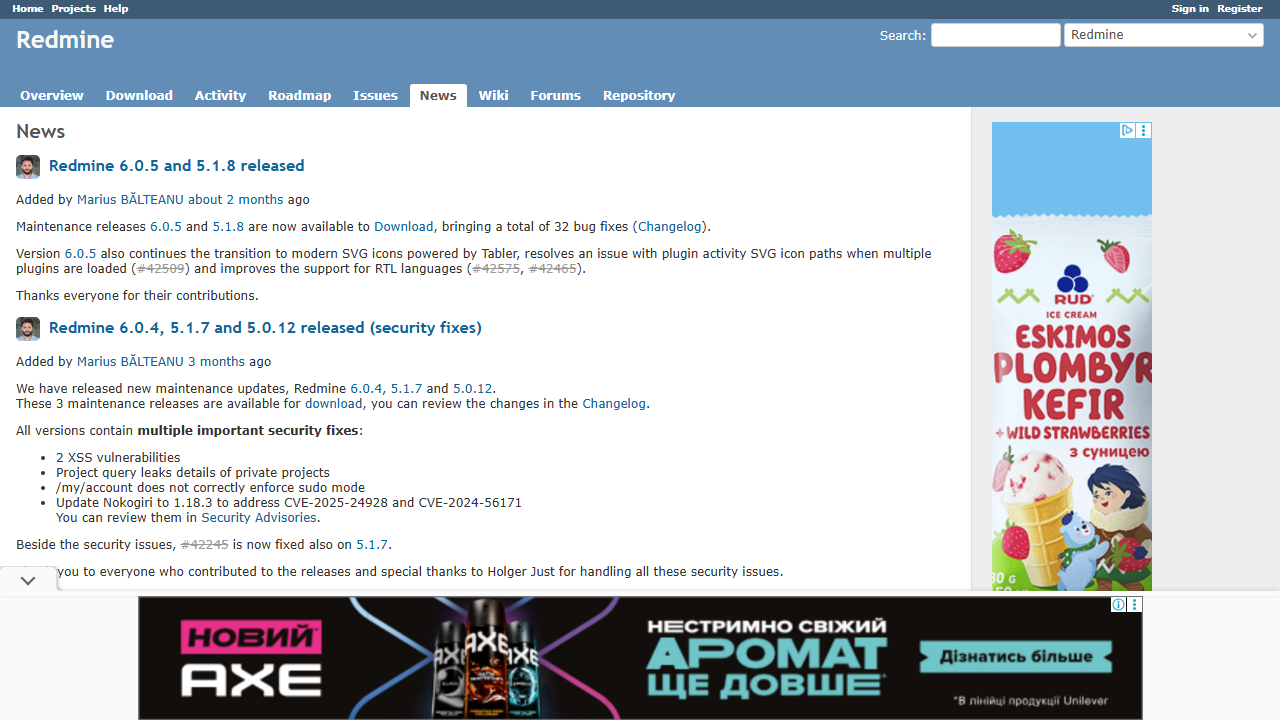 Home Projects Help
Sign in Register
Redmine
Search: Redmine
Overview Download Activity Roadmap Issues News Wiki Forums Repository
News
Redmine 6.0.5 and 5.1.8 released
Added by Marius BĂLTEANU about 2 months ago
Maintenance releases 6.0.5 and 5.1.8 are now available to Download, bringing a total of 32 bug fixes (Changelog).
Version 6.0.5 also continues the transition to modern SVG icons powered by Tabler, resolves an issue with plugin activity SVG icon paths when multiple
plugins are loaded (#42509) and improves the support for RTL languages (#42575, #42465).
Thanks everyone for their contributions.
Redmine 6.0.4, 5.1.7 and 5.0.12 released (security fixes)
Added by Marius BĂLTEANU 3 months ago
We have released new maintenance updates, Redmine 6.0.4, 5.1.7 and 5.0.12.
These 3 maintenance releases are available for download, you can review the changes in the Changelog.
All versions contain multiple important security fixes:
2 XSS vulnerabilities
Project query leaks details of private projects
/my/account does not correctly enforce sudo mode
Update Nokogiri to 1.18.3 to address CVE-2025-24928 and CVE-2024-56171
You can review them in Security Advisories.
Beside the security issues, #42245 is now fixed also on 5.1.7.
you to everyone who contributed to the releases and special thanks to Holger Just for handling all these security issues.
RUD
ICE CREAM
ESKIMOS
PLOMBYR
KEFIR
+ WILD STRAWBERRIES
з суницею
НОВИЙ*
AXE
AXE
НЕСТРИМНО СВІЖИЙ
АРОМАТ
ЩЕ ДОВШЕ*
Дізнатись більше
*В лінійці продукції Unilever